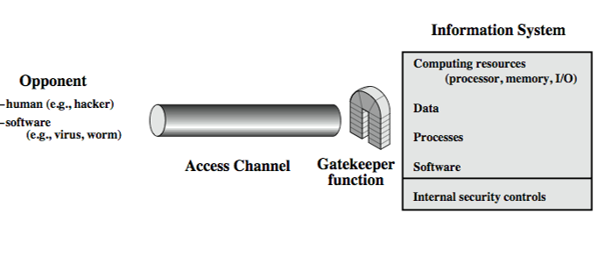 Information System
Computing resources
(processor, memory, I/O)
Data
Processes
Software
Internal security controls
Opponent
–human (e.g., hacker)
–software
(e.g., virus, worm)
Access Channel
Gatekeeper
function